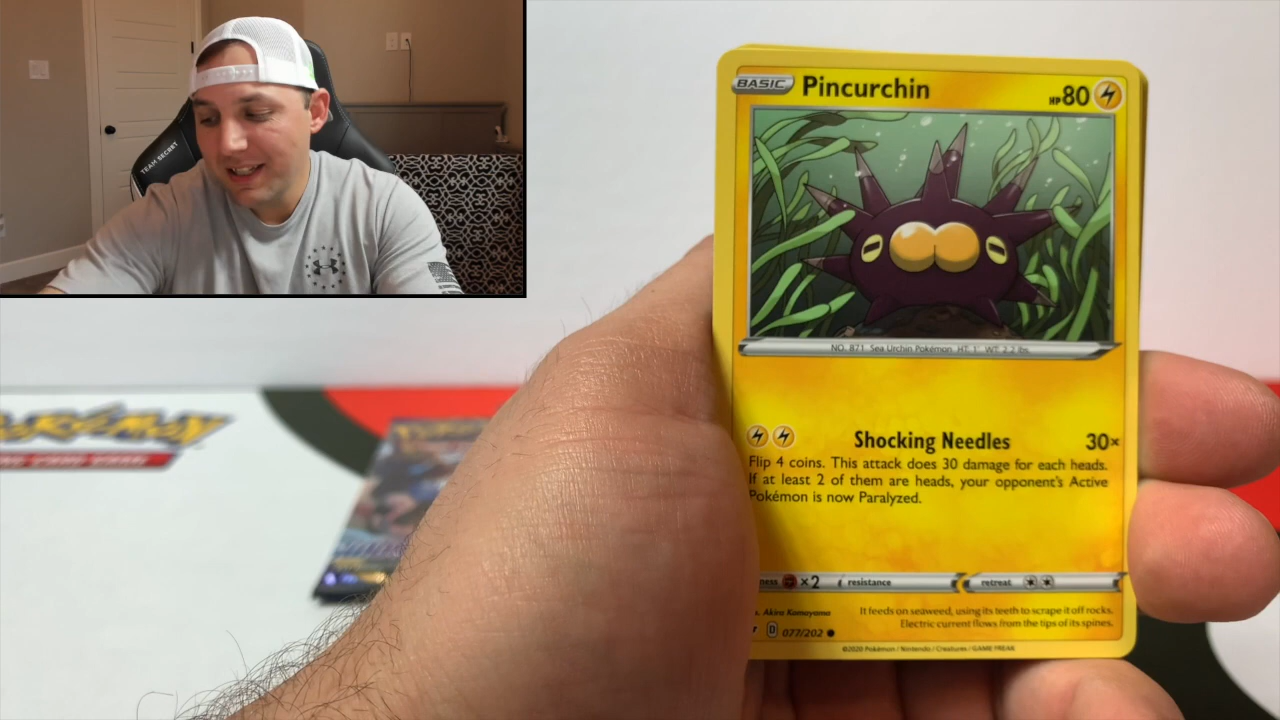 TEAM SECRET
BASIC Pincurchin HP 80
NO. 871 Sea Urchin Pokémon HT: 1' WT: 2.2 lbs.
Shocking Needles 30×
Flip 4 coins. This attack does 30 damage for each heads.
If at least 2 of them are heads, your opponent's Active
Pokémon is now Paralyzed.
ness ×2 resistance retreat
Akira Komayama
It feeds on seaweed, using its teeth to scrape it off rocks.
Electric current flows from the tips of its spines.
D 077/202
©2020 Pokémon / Nintendo / Creatures / GAME FREAK
POKÉMON